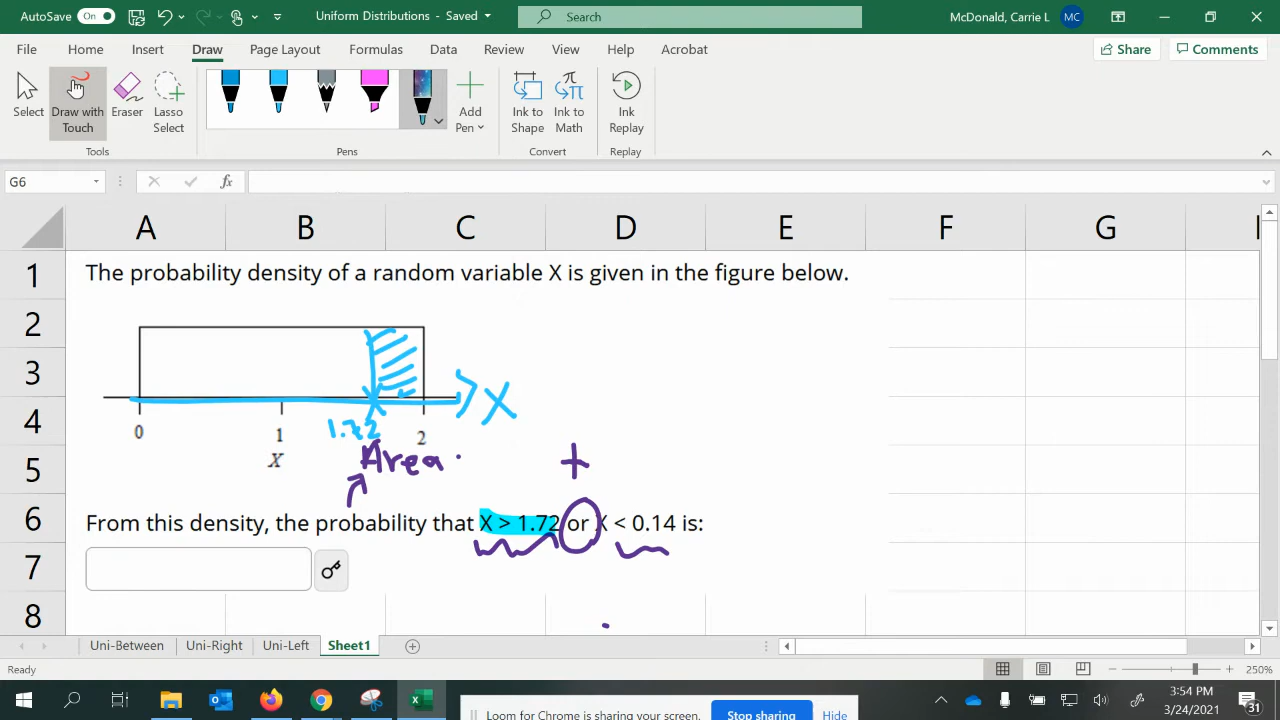 AutoSave On Uniform Distributions - Saved Search McDonald, Carrie L MC
File Home Insert Draw Page Layout Formulas Data Review View Help Acrobat Share Comments
Select Draw with Touch Eraser Lasso Select Add Pen Ink to Shape Ink to Math Ink Replay
Tools Pens Convert Replay
G6 fx
A B C D E F G
1 The probability density of a random variable X is given in the figure below.
2
3
X
4
0 1 1.72 2
X
5 Area +
6 From this density, the probability that X > 1.72 or X < 0.14 is:
7
8
Uni-Between Uni-Right Uni-Left Sheet1
Ready 250%
Loom for Chrome is sharing your screen. Stop sharing Hide
3:54 PM
3/24/2021
31